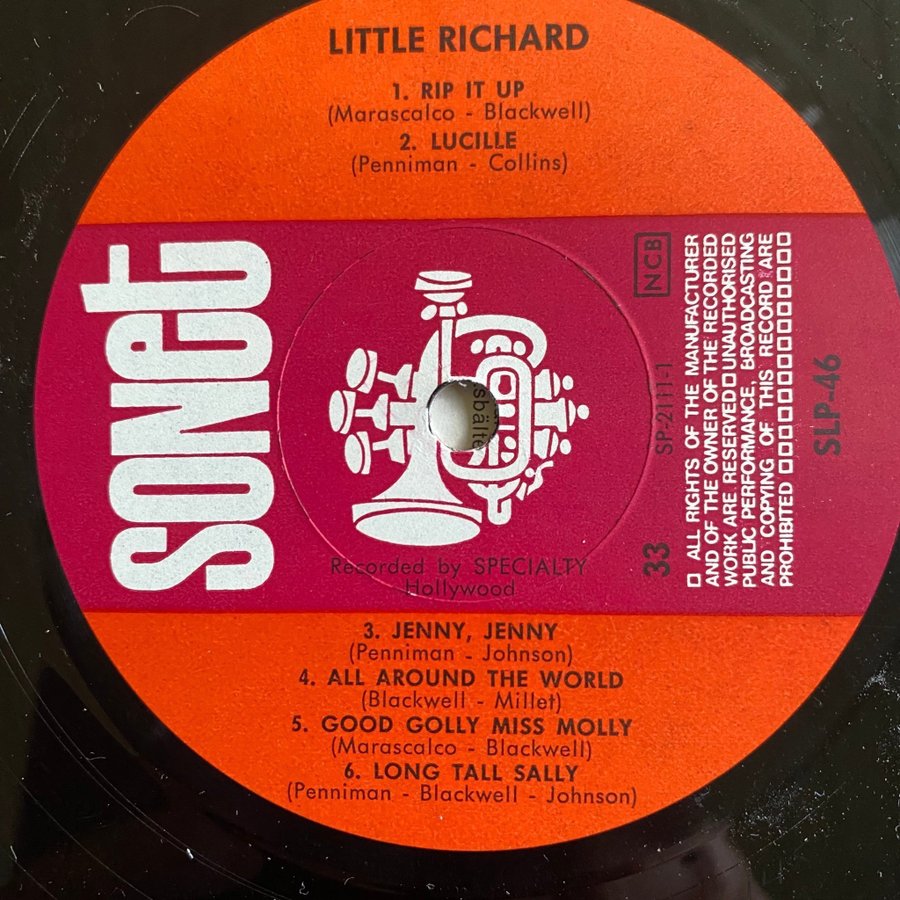 LITTLE RICHARD
1. RIP IT UP
(Marascalco - Blackwell)
2. LUCILLE
(Penniman - Collins)
SONET
NCB
SP-2111-1
33
□ ALL RIGHTS OF THE MANUFACTURER
AND OF THE OWNER OF THE RECORDED
WORK ARE RESERVED □ UNAUTHORISED
PUBLIC PERFORMANCE, BROADCASTING
AND COPYING OF THIS RECORD ARE
PROHIBITED □ □ □ □ □ □ □ □ □ □ □ □
SLP-46
sbälte
Recorded by SPECIALTY
Hollywood
3. JENNY, JENNY
(Penniman - Johnson)
4. ALL AROUND THE WORLD
(Blackwell - Millet)
5. GOOD GOLLY MISS MOLLY
(Marascalco - Blackwell)
6. LONG TALL SALLY
(Penniman - Blackwell - Johnson)